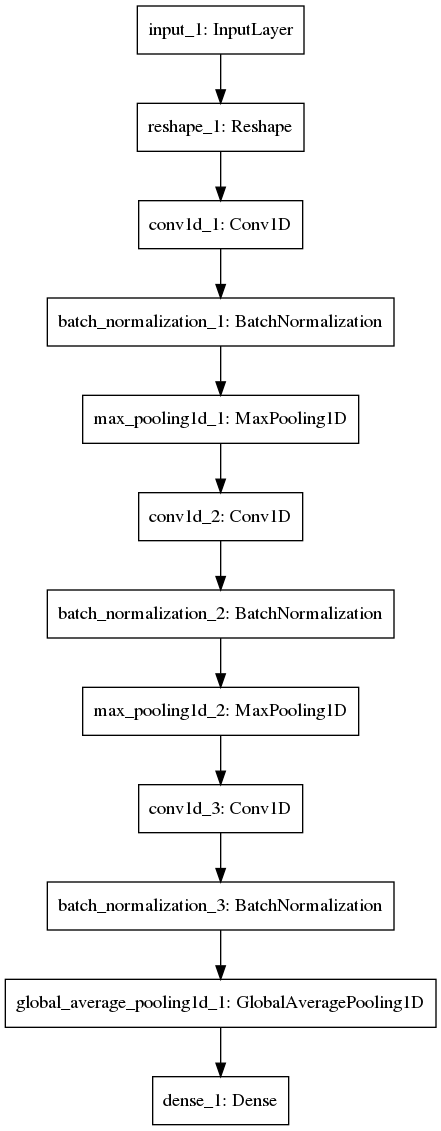 input_1: InputLayer
reshape_1: Reshape
conv1d_1: Conv1D
batch_normalization_1: BatchNormalization
max_pooling1d_1: MaxPooling1D
conv1d_2: Conv1D
batch_normalization_2: BatchNormalization
max_pooling1d_2: MaxPooling1D
conv1d_3: Conv1D
batch_normalization_3: BatchNormalization
global_average_pooling1d_1: GlobalAveragePooling1D
dense_1: Dense